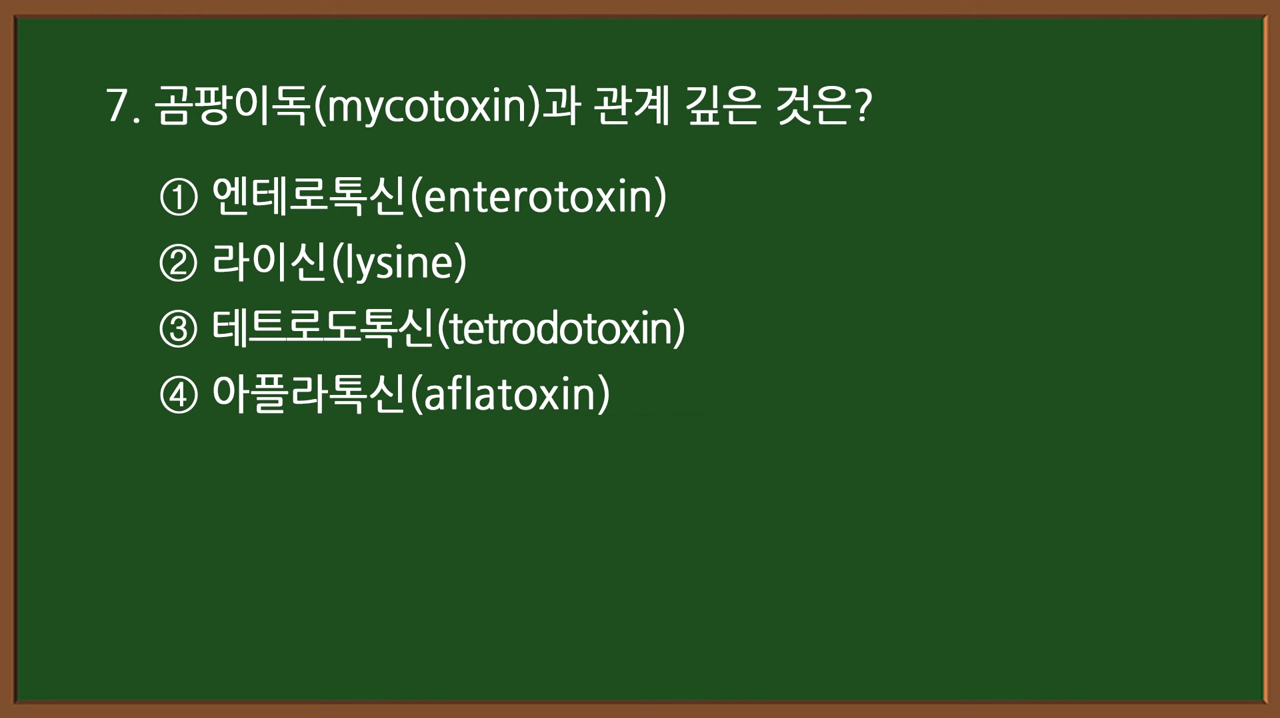 7. 곰팡이독(mycotoxin)과 관계 깊은 것은?
① 엔테로톡신(enterotoxin)
② 라이신(lysine)
③ 테트로도톡신(tetrodotoxin)
④ 아플라톡신(aflatoxin)